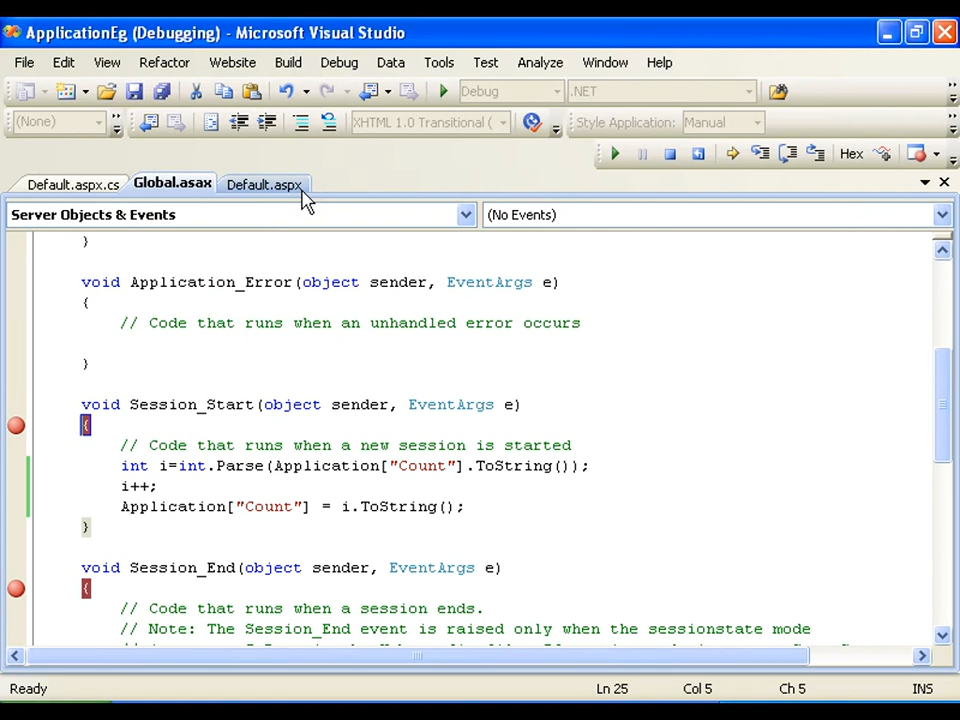 ApplicationEg (Debugging) - Microsoft Visual Studio
File Edit View Refactor Website Build Debug Data Tools Test Analyze Window Help
Debug .NET
(None) XHTML 1.0 Transitional ( Style Application: Manual
Hex
Default.aspx.cs Global.asax Default.aspx
Server Objects & Events (No Events)
}
void Application_Error(object sender, EventArgs e)
{
// Code that runs when an unhandled error occurs
}
void Session_Start(object sender, EventArgs e)
{
// Code that runs when a new session is started
int i=int.Parse(Application["Count"].ToString());
i++;
Application["Count"] = i.ToString();
}
void Session_End(object sender, EventArgs e)
{
// Code that runs when a session ends.
// Note: The Session_End event is raised only when the sessionstate mode
Ready Ln 25 Col 5 Ch 5 INS